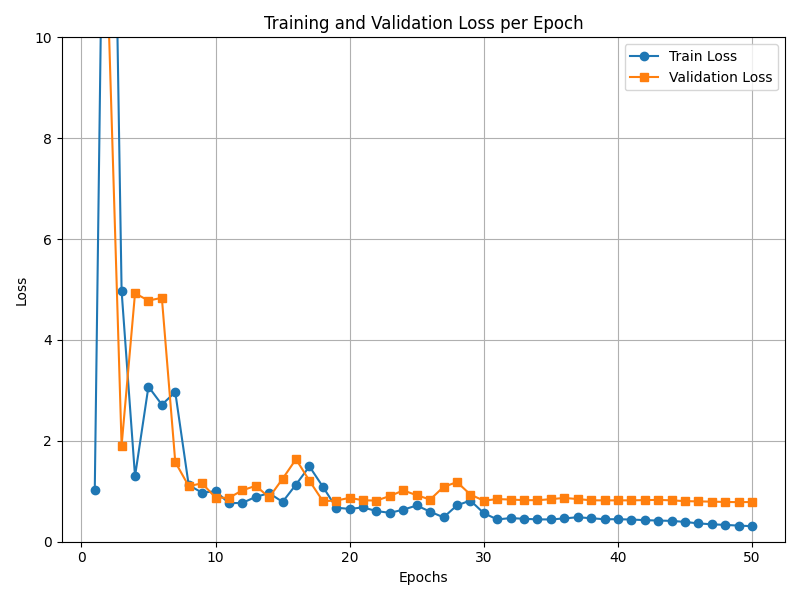 Training and Validation Loss per Epoch
Train Loss
Validation Loss
Loss
10
8
6
4
2
0
0 10 20 30 40 50
Epochs